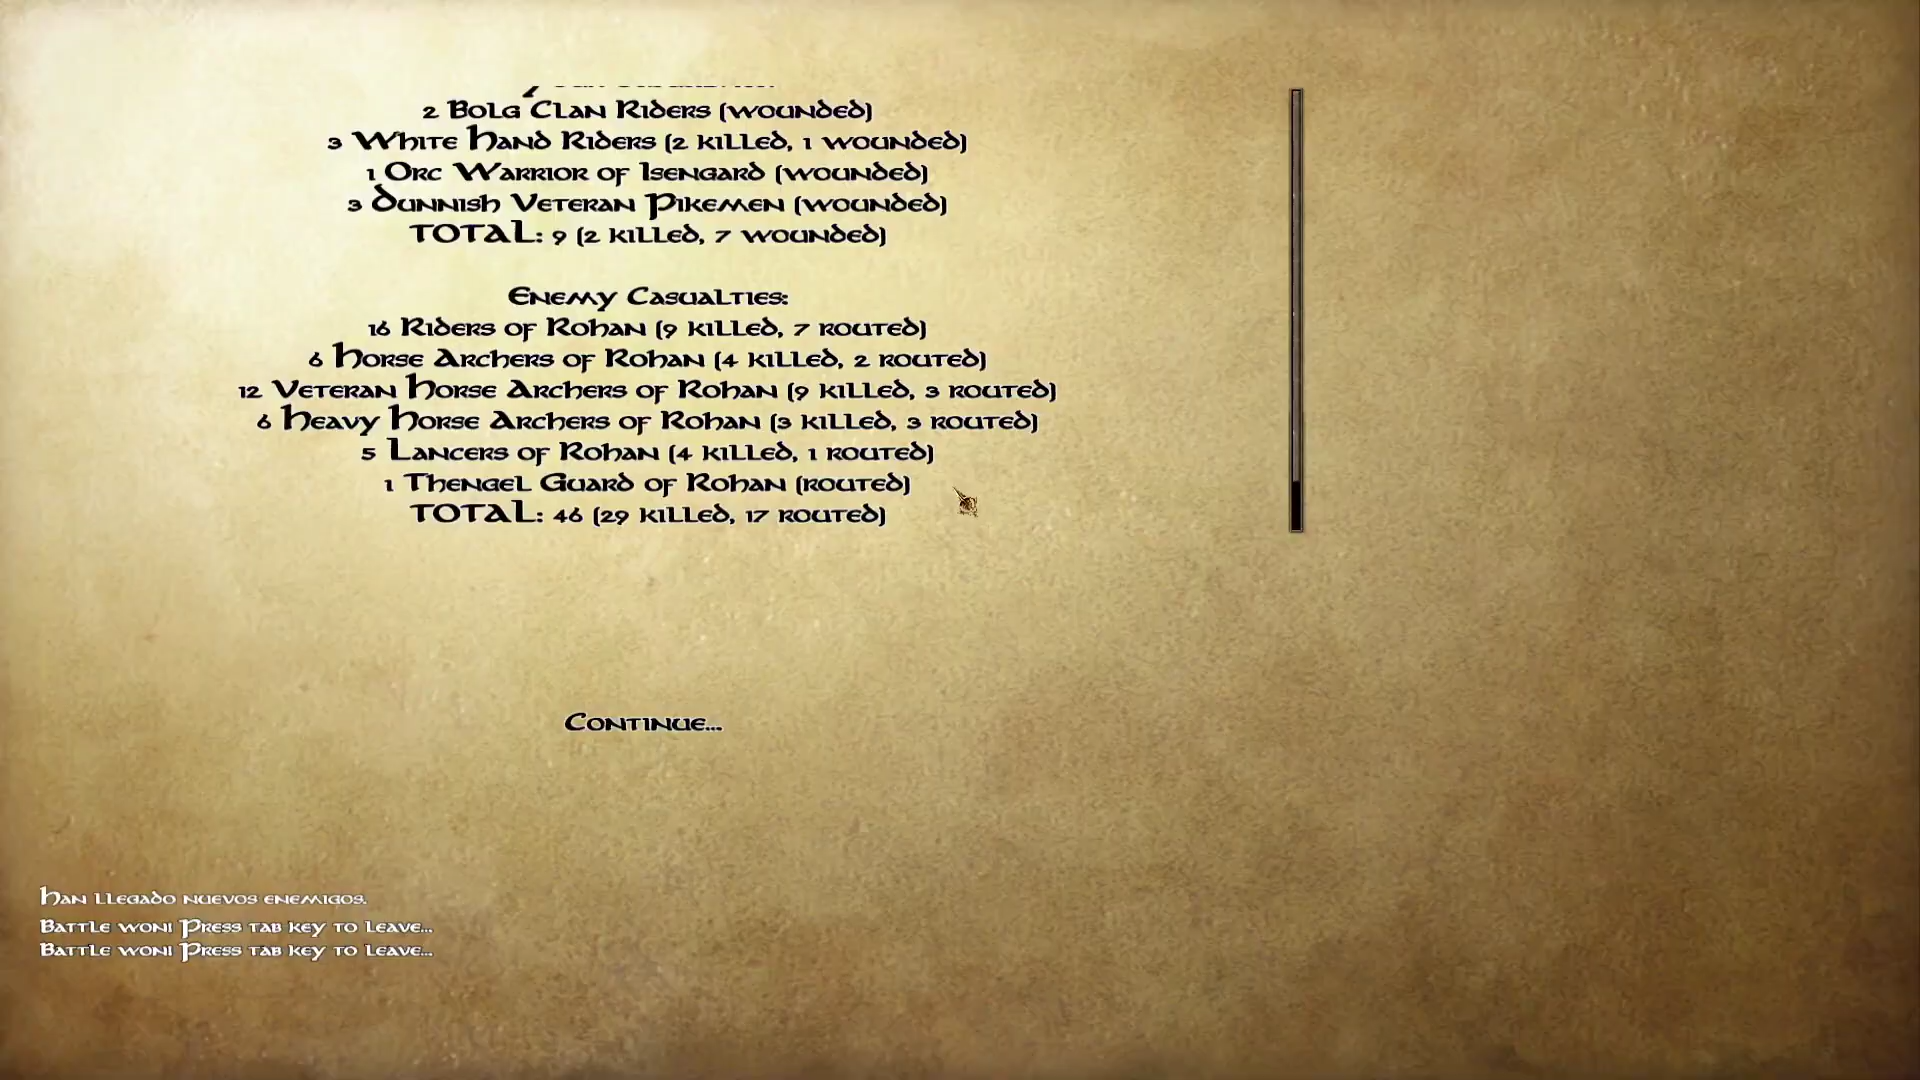 2 Bolg Clan Riders (wounded)
3 White Hand Riders (2 killed, 1 wounded)
1 Orc Warrior of Isengard (wounded)
3 Dunnish Veteran Pikemen (wounded)
TOTAL: 9 (2 killed, 7 wounded)
Enemy Casualties:
16 Riders of Rohan (9 killed, 7 routed)
6 Horse Archers of Rohan (4 killed, 2 routed)
12 Veteran Horse Archers of Rohan (9 killed, 3 routed)
6 Heavy Horse Archers of Rohan (3 killed, 3 routed)
5 Lancers of Rohan (4 killed, 1 routed)
1 Thengel Guard of Rohan (routed)
TOTAL: 46 (29 killed, 17 routed)
Continue...
Han llegado nuevos enemigos.
Battle won! Press tab key to leave...
Battle won! Press tab key to leave...